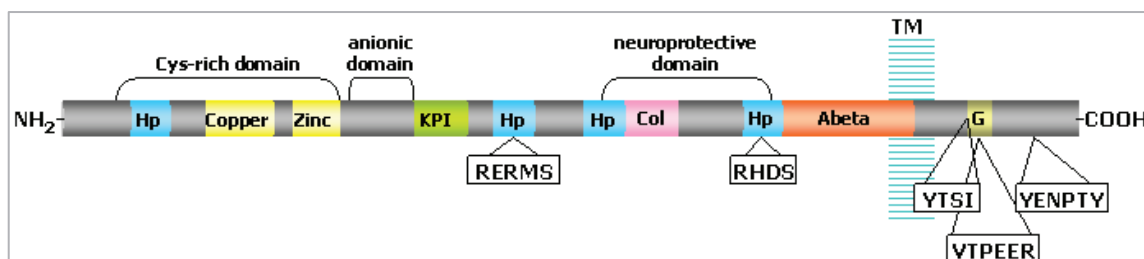 TM
anionic domain
neuroprotective domain
Cys-rich domain
NH2-
Hp
Copper
Zinc
KPI
Hp
Hp
Col
Hp
Abeta
G
-COOH
RERMS
RHDS
YTSI
YENPTY
VTPEER